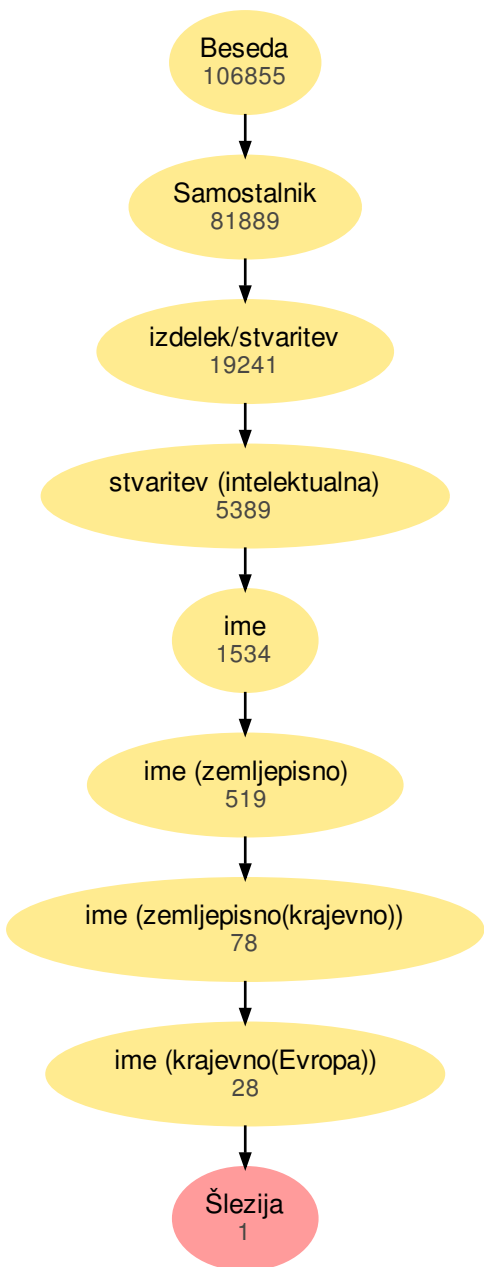 Beseda
106855
Samostalnik
81889
izdelek/stvaritev
19241
stvaritev (intelektualna)
5389
ime
1534
ime (zemljepisno)
519
ime (zemljepisno(krajevno))
78
ime (krajevno(Evropa))
28
Šlezija
1